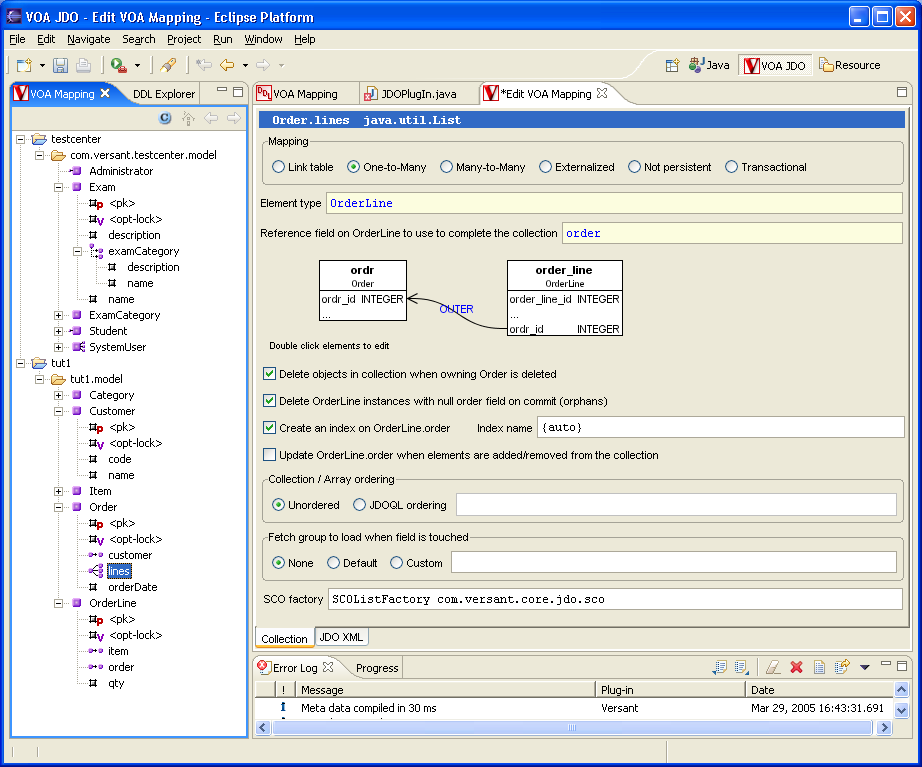 VOA JDO - Edit VOA Mapping - Eclipse Platform
File Edit Navigate Search Project Run Window Help
Java VOA JDO Resource
VOA Mapping DDL Explorer
testcenter
com.versant.testcenter.model
Administrator
Exam
<pk>
<opt-lock>
description
examCategory
description
name
name
ExamCategory
Student
SystemUser
tut1
tut1.model
Category
Customer
<pk>
<opt-lock>
code
name
Item
Order
<pk>
<opt-lock>
customer
lines
orderDate
OrderLine
<pk>
<opt-lock>
item
order
qty
VOA Mapping JDOPlugIn.java *Edit VOA Mapping
Order.lines java.util.List
Mapping
Link table One-to-Many Many-to-Many Externalized Not persistent Transactional
Element type OrderLine
Reference field on OrderLine to use to complete the collection order
ordr
Order
ordr_id INTEGER
...
OUTER
order_line
OrderLine
order_line_id INTEGER
...
ordr_id INTEGER
Double click elements to edit
Delete objects in collection when owning Order is deleted
Delete OrderLine instances with null order field on commit (orphans)
Create an index on OrderLine.order Index name {auto}
Update OrderLine.order when elements are added/removed from the collection
Collection / Array ordering
Unordered JDOQL ordering
Fetch group to load when field is touched
None Default Custom
SCO factory SCOListFactory com.versant.core.jdo.sco
Collection JDO XML
Error Log Progress
! Message Plug-in Date
Meta data compiled in 30 ms Versant Mar 29, 2005 16:43:31.691